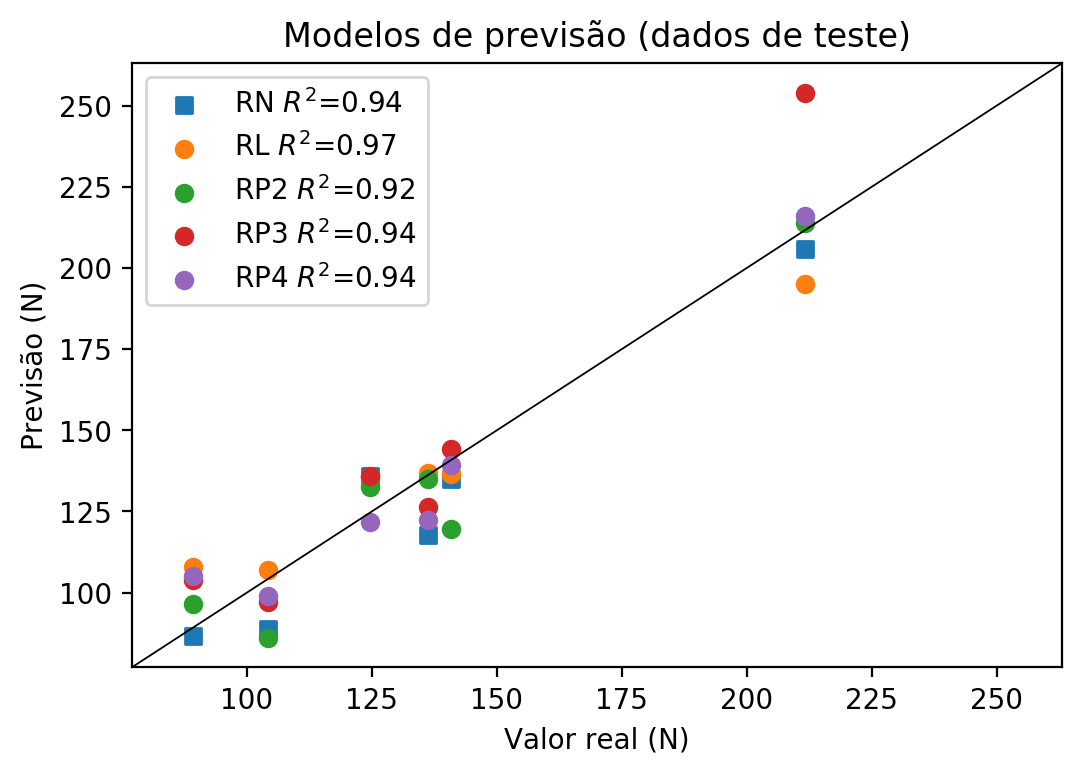 Modelos de previsão (dados de teste)
RN R²=0.94
RL R²=0.97
RP2 R²=0.92
RP3 R²=0.94
RP4 R²=0.94
Previsão (N)
250
225
200
175
150
125
100
100 125 150 175 200 225 250
Valor real (N)